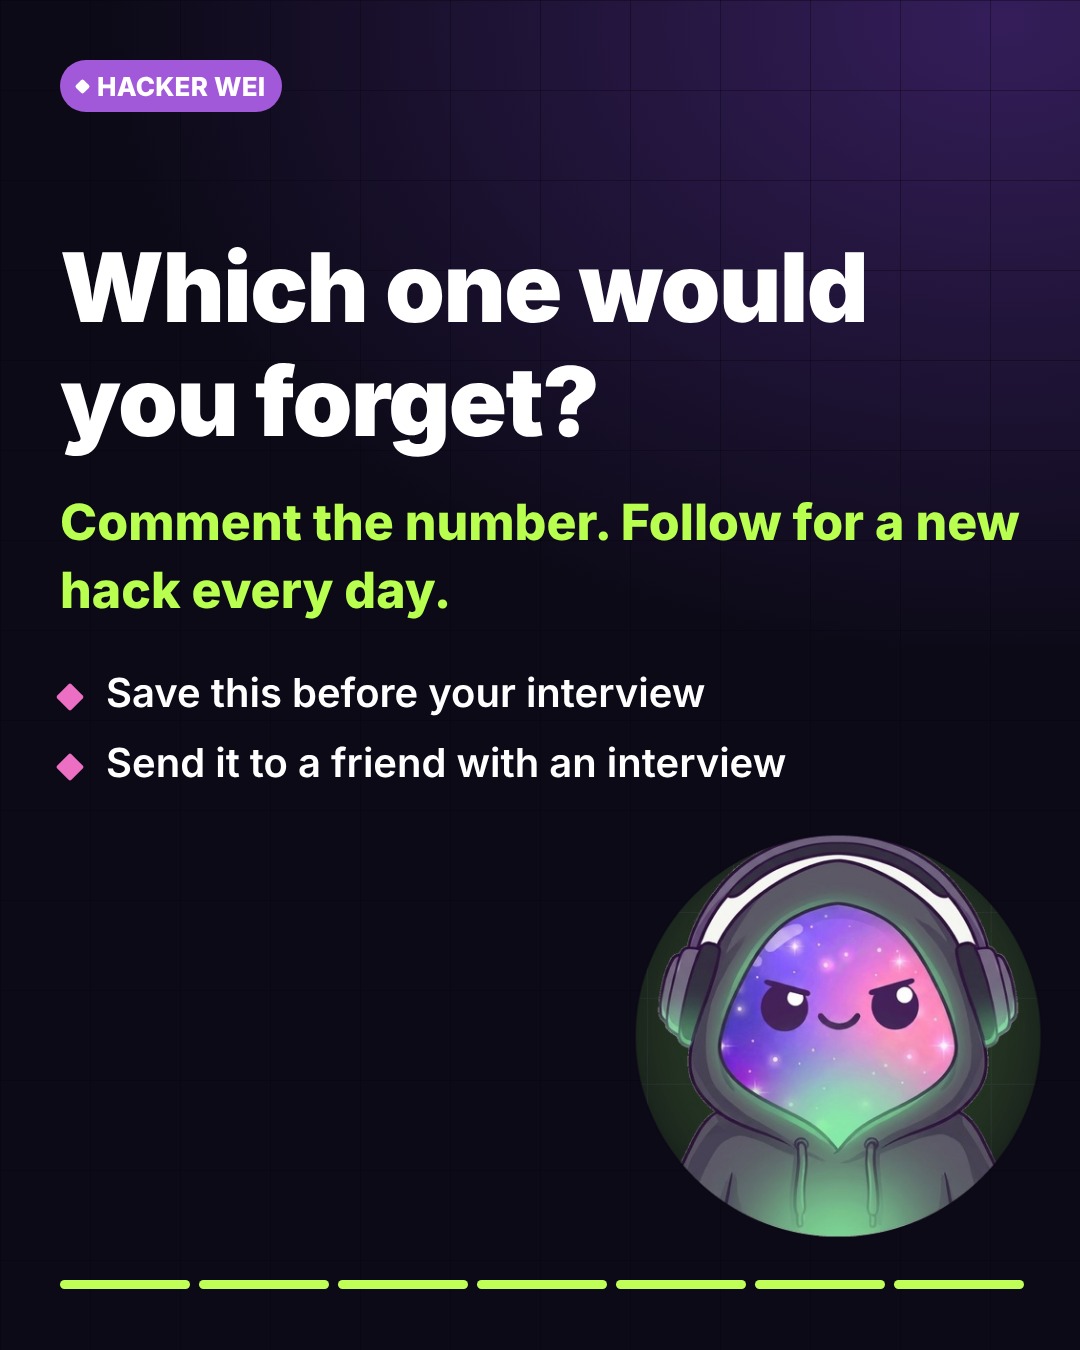 HACKER WEI
Which one would
you forget?
Comment the number. Follow for a new
hack every day.
Save this before your interview
Send it to a friend with an interview